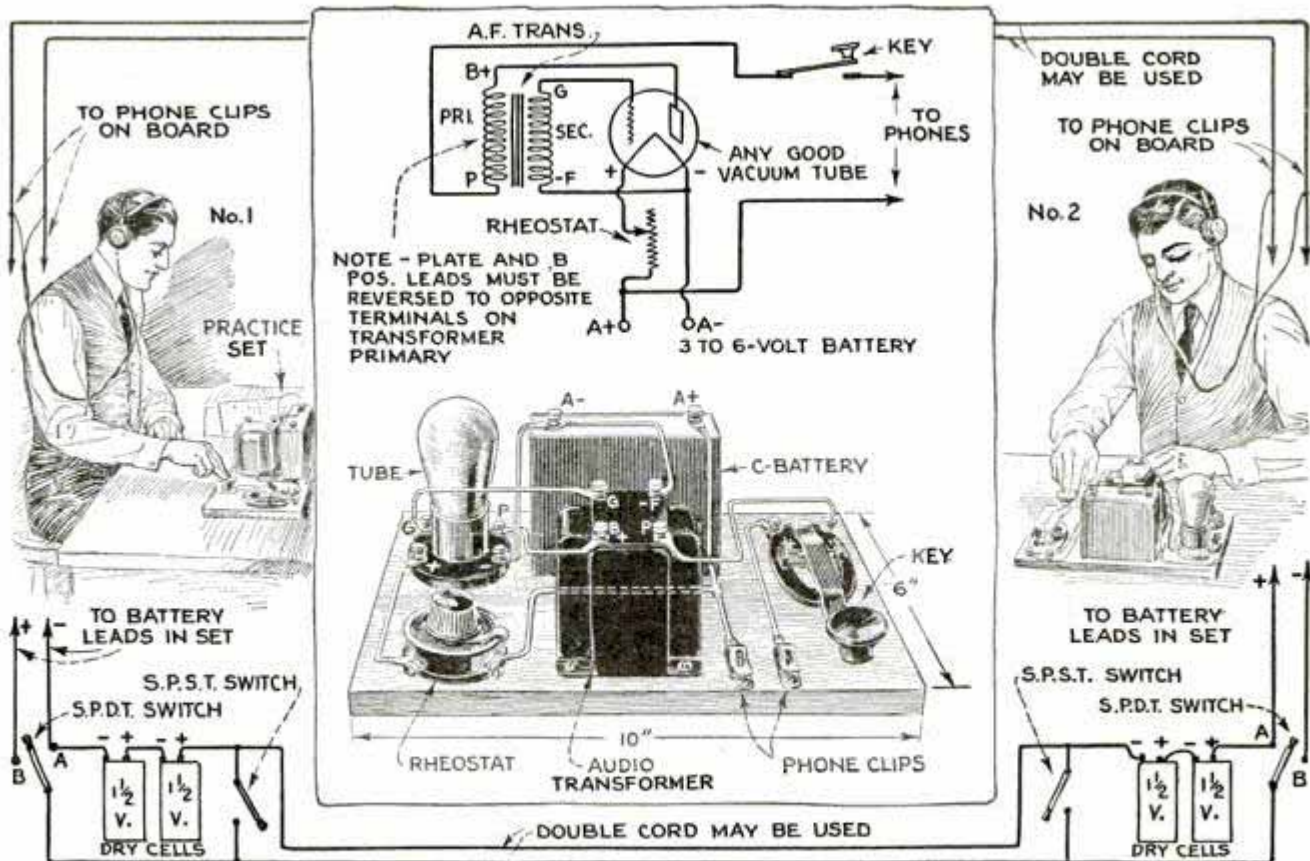 A.F. TRANS.
KEY
DOUBLE CORD
MAY BE USED
B+
G
TO PHONE CLIPS
ON BOARD
PRI.
SEC.
TO
PHONES
TO PHONE CLIPS
ON BOARD
ANY GOOD
VACUUM TUBE
P
-F
+
-
No.1
No.2
RHEOSTAT
NOTE - PLATE AND B
POS. LEADS MUST BE
REVERSED TO OPPOSITE
TERMINALS ON
TRANSFORMER
PRIMARY
A+
A-
3 TO 6-VOLT BATTERY
PRACTICE
SET
A-
A+
TUBE
C-BATTERY
G
P
G
F
B
+
P
+
KEY
6"
TO BATTERY
LEADS IN SET
+
-
S.P.S.T. SWITCH
S.P.D.T. SWITCH
B
A
- + - +
1½
V.
1½
V.
DRY CELLS
10"
RHEOSTAT
AUDIO
TRANSFORMER
PHONE CLIPS
+
-
TO BATTERY
LEADS IN SET
S.P.S.T. SWITCH
S.P.D.T. SWITCH
A
B
- + - +
1½
V.
1½
V.
DRY CELLS
DOUBLE CORD MAY BE USED